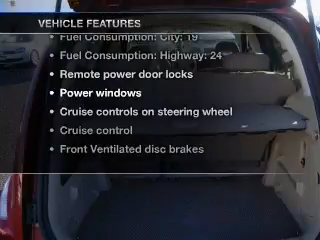 VEHICLE FEATURES
• Fuel Consumption: City: 19
• Fuel Consumption: Highway: 24
• Remote power door locks
• Power windows
• Cruise controls on steering wheel
• Cruise control
• Front Ventilated disc brakes